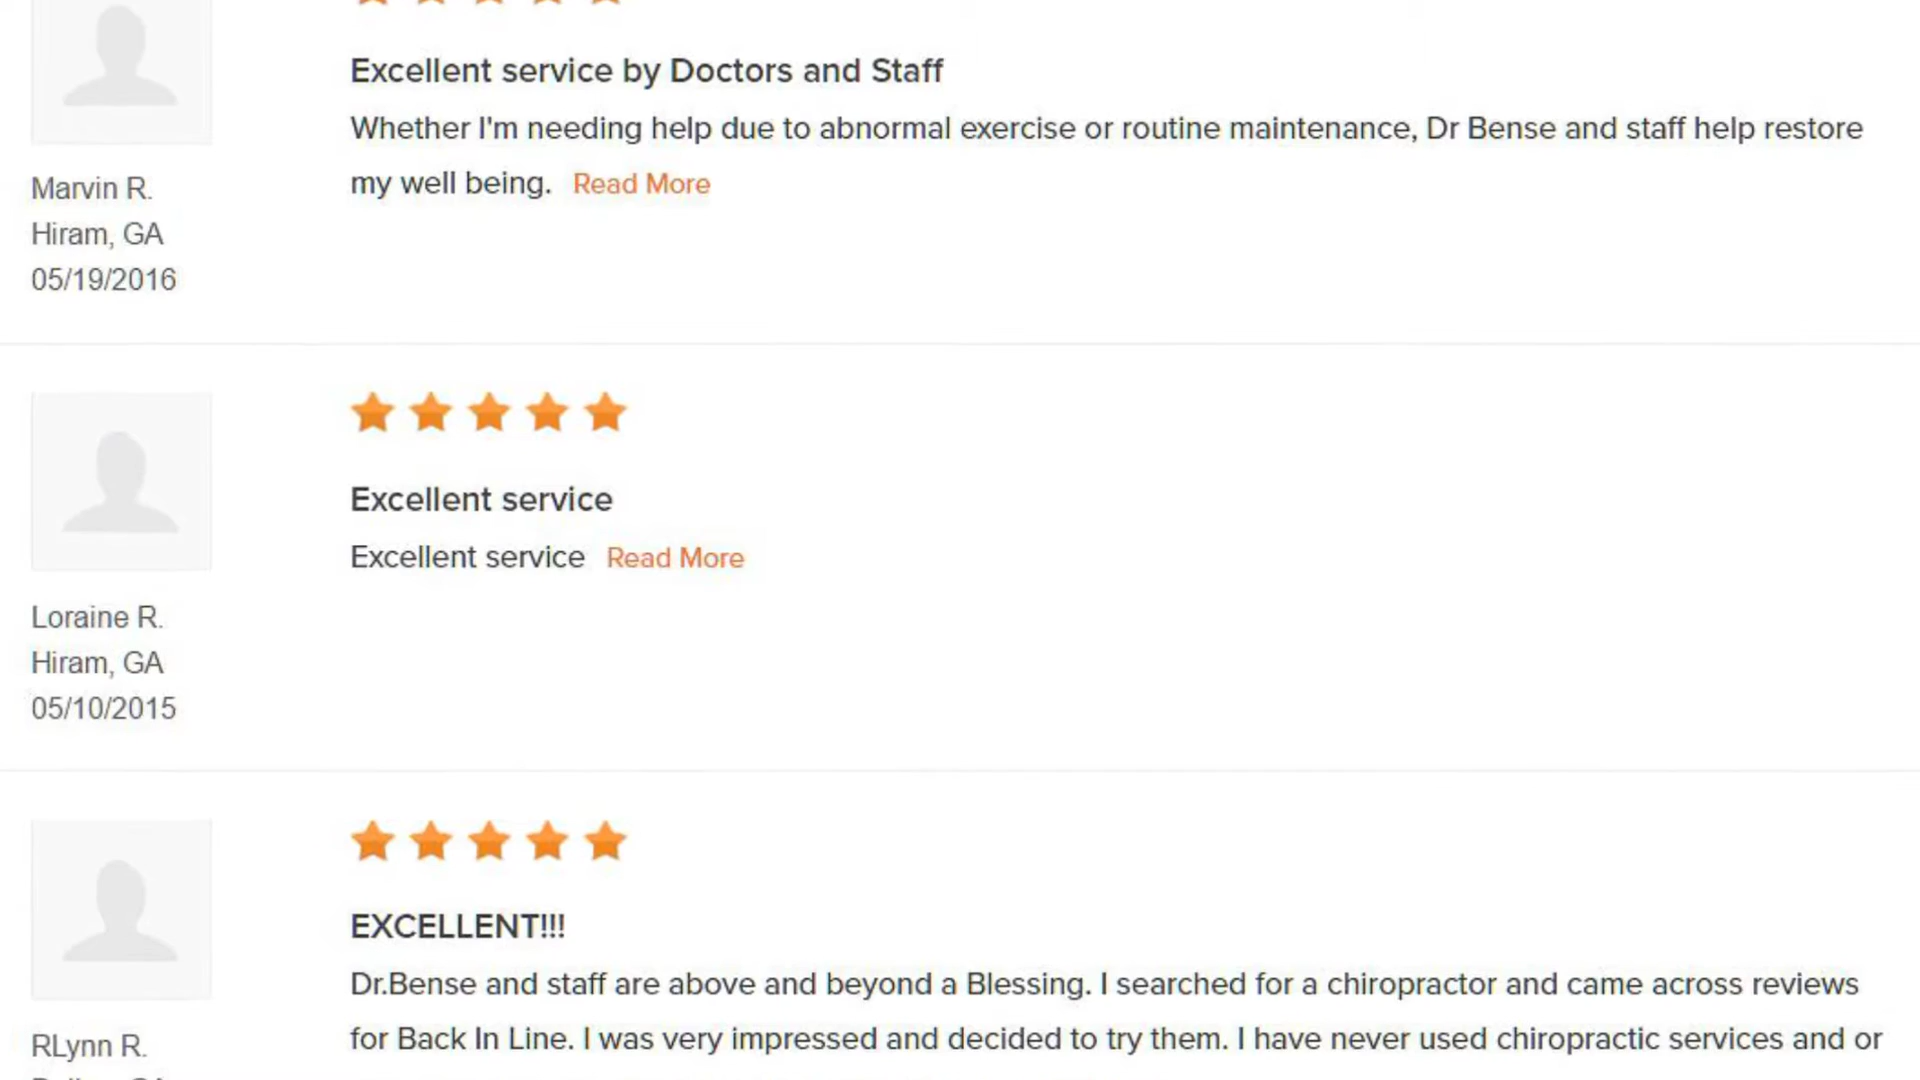 Excellent service by Doctors and Staff
Whether I'm needing help due to abnormal exercise or routine maintenance, Dr Bense and staff help restore
my well being. Read More
Marvin R.
Hiram, GA
05/19/2016
Excellent service
Excellent service Read More
Loraine R.
Hiram, GA
05/10/2015
EXCELLENT!!!
Dr.Bense and staff are above and beyond a Blessing. I searched for a chiropractor and came across reviews
for Back In Line. I was very impressed and decided to try them. I have never used chiropractic services and or
RLynn R.